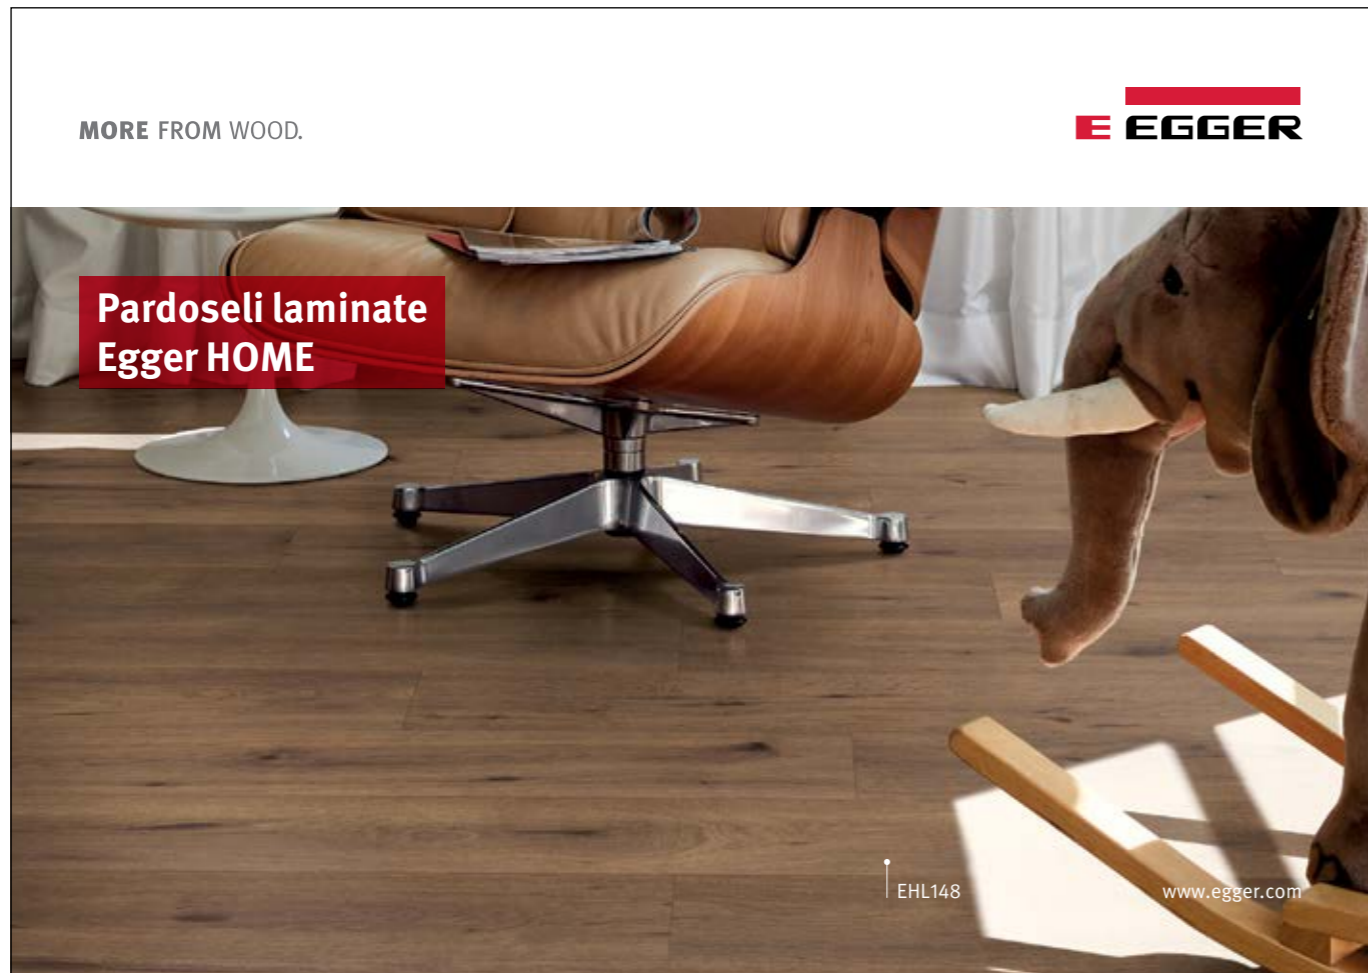 MORE FROM WOOD.
E EGGER
Pardoseli laminate
Egger HOME
EHL148
www.egger.com